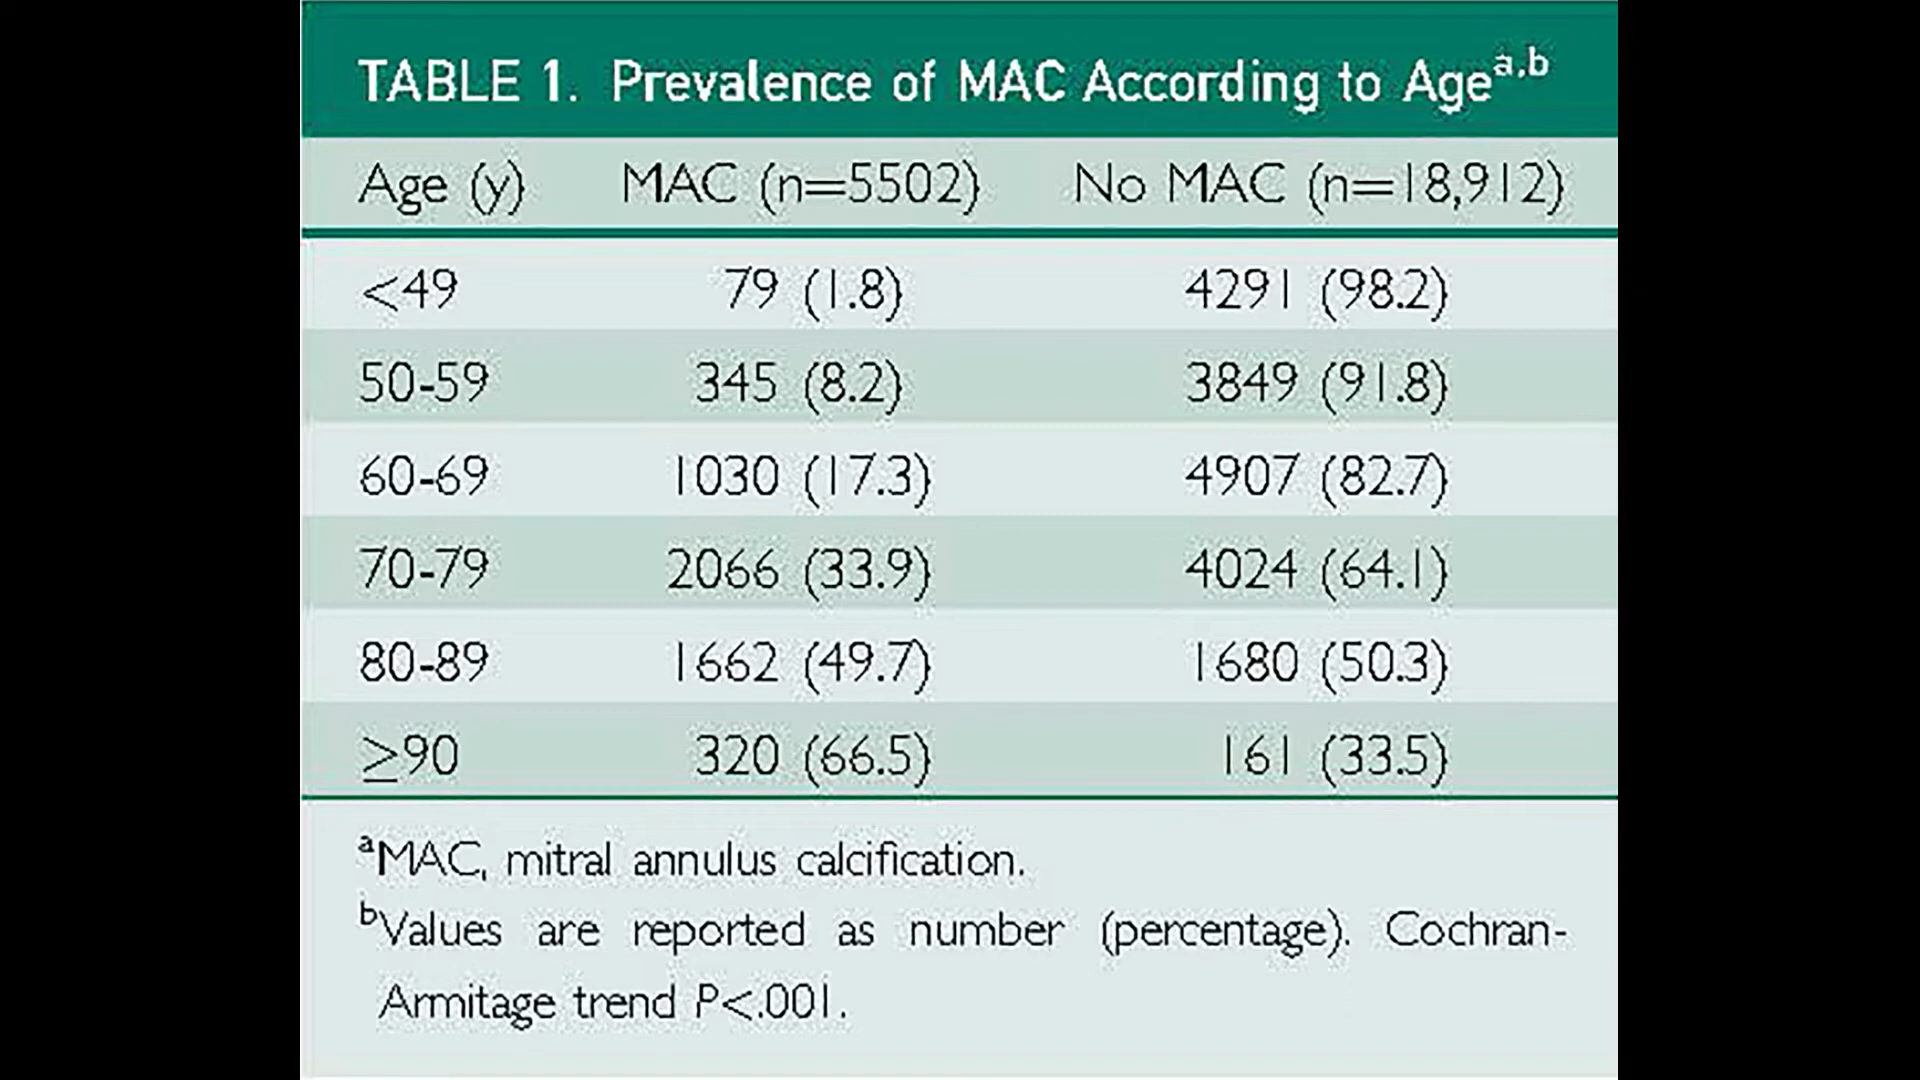 TABLE 1. Prevalence of MAC According to Agea,b
Age (y) MAC (n=5502) No MAC (n=18,912)
<49 79 (1.8) 4291 (98.2)
50-59 345 (8.2) 3849 (91.8)
60-69 1030 (17.3) 4907 (82.7)
70-79 2066 (33.9) 4024 (64.1)
80-89 1662 (49.7) 1680 (50.3)
≥90 320 (66.5) 161 (33.5)
aMAC, mitral annulus calcification.
bValues are reported as number (percentage). Cochran-
Armitage trend P<.001.